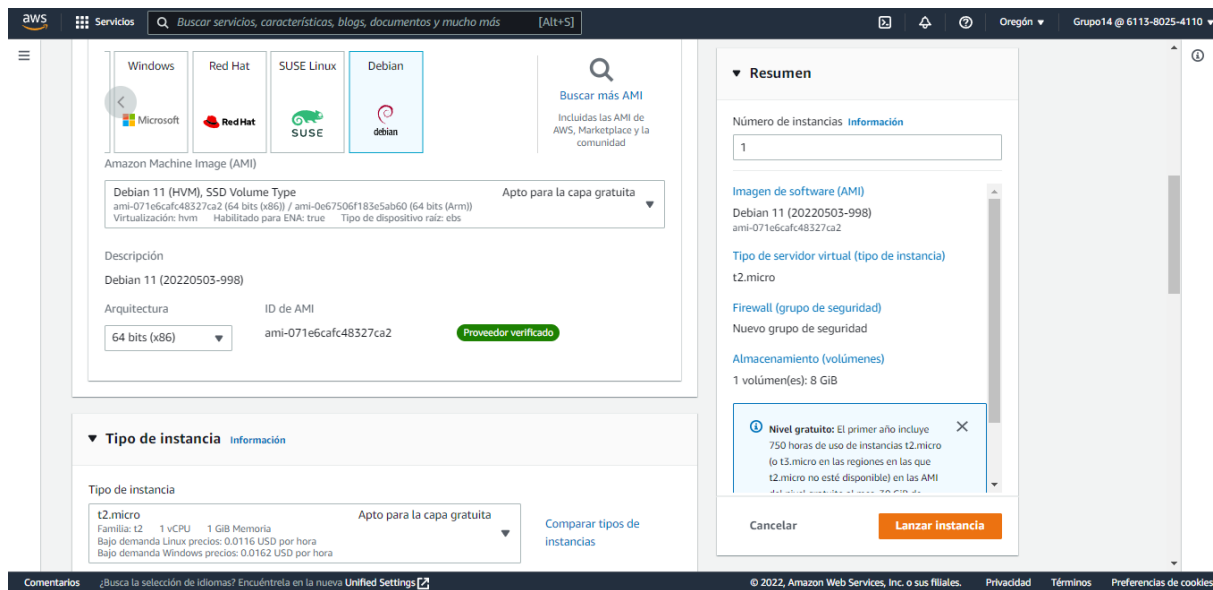 aws
Servicios
Buscar servicios, características, blogs, documentos y mucho más
[Alt+S]
Oregón
Grupo14 @ 6113-8025-4110
Windows
Red Hat
SUSE Linux
Debian
Microsoft
Red Hat
SUSE
debian
Buscar más AMI
Incluidas las AMI de
AWS, Marketplace y la
comunidad
Amazon Machine Image (AMI)
Debian 11 (HVM), SSD Volume Type
Apto para la capa gratuita
ami-071e6cafc48327ca2 (64 bits (x86)) / ami-0e67506f183e5ab60 (64 bits (Arm))
Virtualización: hvm Habilitado para ENA: true Tipo de dispositivo raíz: ebs
Descripción
Debian 11 (20220503-998)
Arquitectura
ID de AMI
64 bits (x86)
ami-071e6cafc48327ca2
Proveedor verificado
Tipo de instancia Información
Tipo de instancia
t2.micro
Apto para la capa gratuita
Familia: t2 1 vCPU 1 GiB Memoria
Bajo demanda Linux precios: 0.0116 USD por hora
Bajo demanda Windows precios: 0.0162 USD por hora
Comparar tipos de
instancias
Resumen
Número de instancias Información
1
Imagen de software (AMI)
Debian 11 (20220503-998)
ami-071e6cafc48327ca2
Tipo de servidor virtual (tipo de instancia)
t2.micro
Firewall (grupo de seguridad)
Nuevo grupo de seguridad
Almacenamiento (volúmenes)
1 volúmen(es): 8 GiB
Nivel gratuito: El primer año incluye
750 horas de uso de instancias t2.micro
(o t3.micro en las regiones en las que
t2.micro no esté disponible) en las AMI
Cancelar
Lanzar instancia
Comentarios
¿Busca la selección de idiomas? Encuéntrela en la nueva Unified Settings
© 2022, Amazon Web Services, Inc. o sus filiales.
Privacidad
Términos
Preferencias de cookies